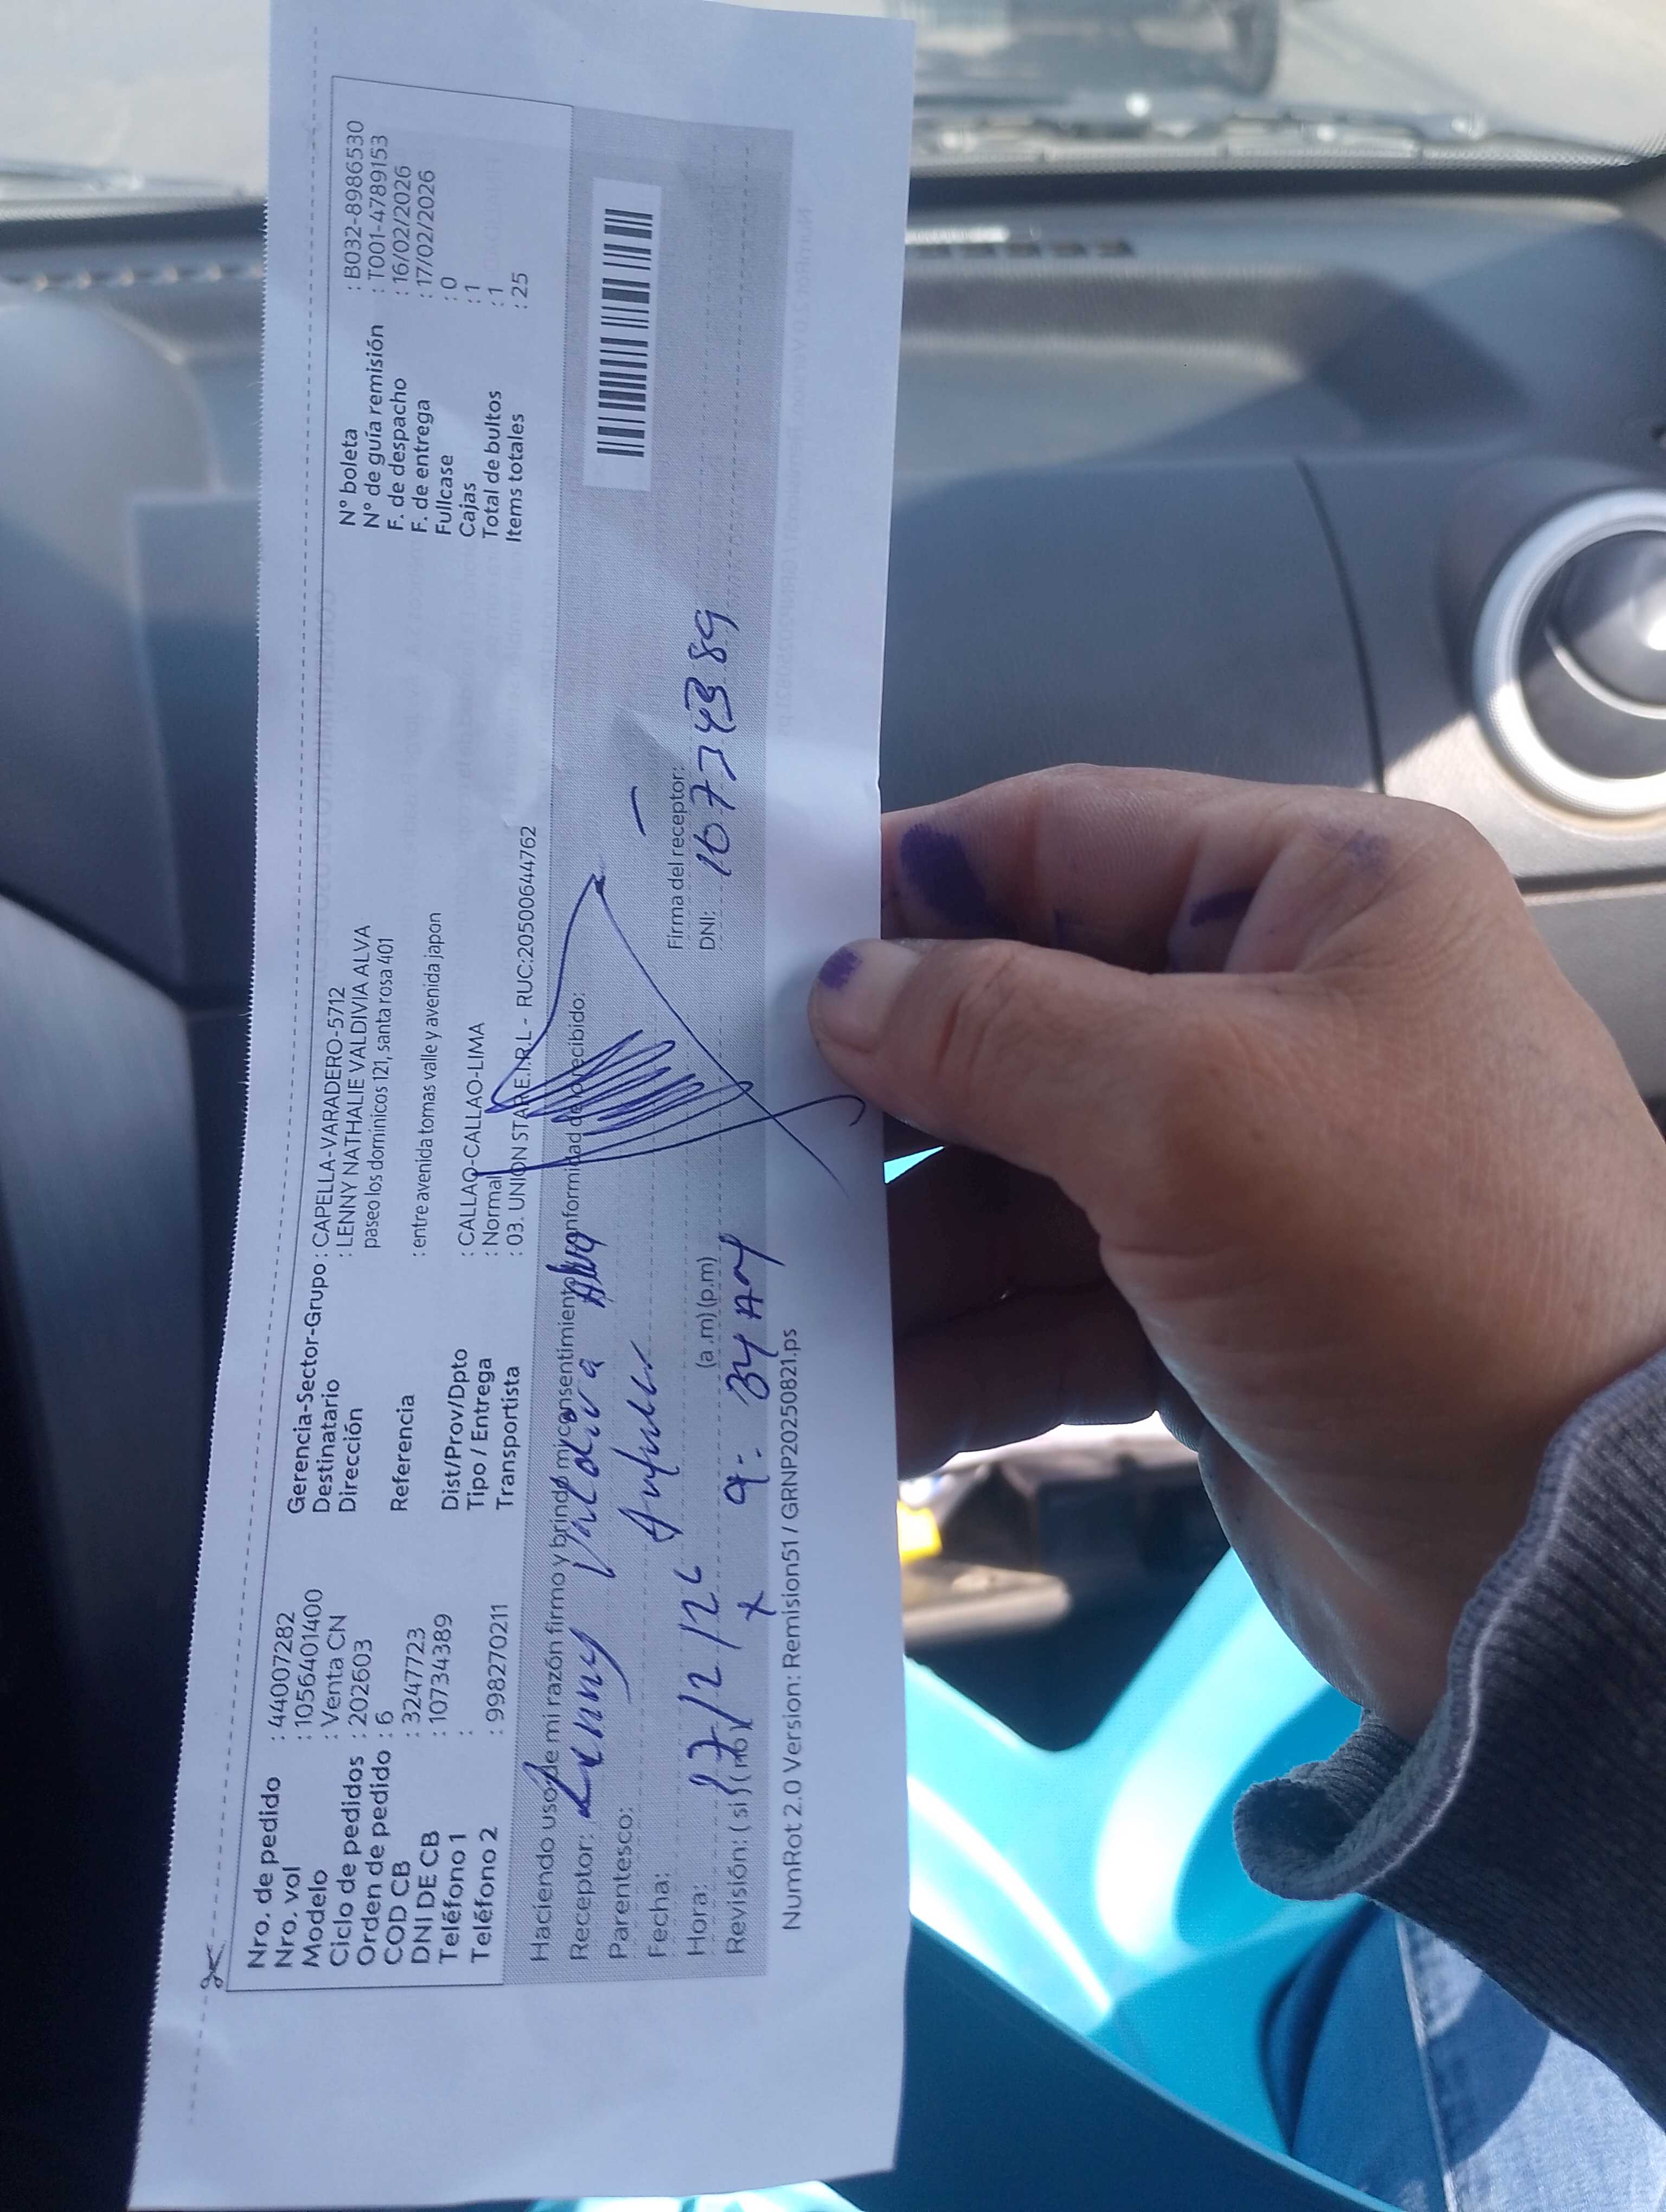 Nro. de pedido : 44007282
Nro. vol : 1056401400
Modelo : Venta CN
Ciclo de pedidos : 202603
Orden de pedido : 6
COD CB : 3247723
DNI DE CB : 10734389
Teléfono 1 :
Teléfono 2 : 998270211
Gerencia-Sector-Grupo : CAPELLA-VARADERO-5712
Destinatario : LENNY NATHALIE VALDIVIA ALVA
Dirección paseo los dominicos 121, santa rosa 401
Referencia : entre avenida tomas valle y avenida japon
Dist/Prov/Dpto : CALLAO-CALLAO-LIMA
Tipo / Entrega : Normal
Transportista : 03. UNION STAR E.I.R.L - RUC:20500644762
N° boleta : B032-8986530
N° de guía remisión : T001-4789153
F. de despacho : 16/02/2026
F. de entrega : 17/02/2026
Fullcase : 0
Cajas : 1
Total de bultos : 1
Items totales : 25
Haciendo uso de mi razón firmo y brindo mi consentimiento conformidad de lo recibido:
Receptor: Lenny Valdivia Alva
Parentesco:
Fecha: 17/2/26
Hora: 9:34 AM (a.m) (p.m)
Revisión: (si) (no) X
Firma del receptor:
DNI:
NumRot 2.0 Version: Remision51 / GRNP20250821.ps